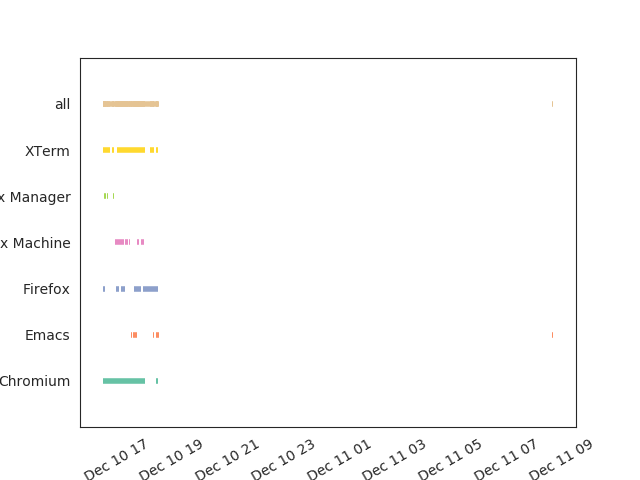 all
XTerm
x Manager
x Machine
Firefox
Emacs
Chromium
Dec 10 17
Dec 10 19
Dec 10 21
Dec 10 23
Dec 11 01
Dec 11 03
Dec 11 05
Dec 11 07
Dec 11 09